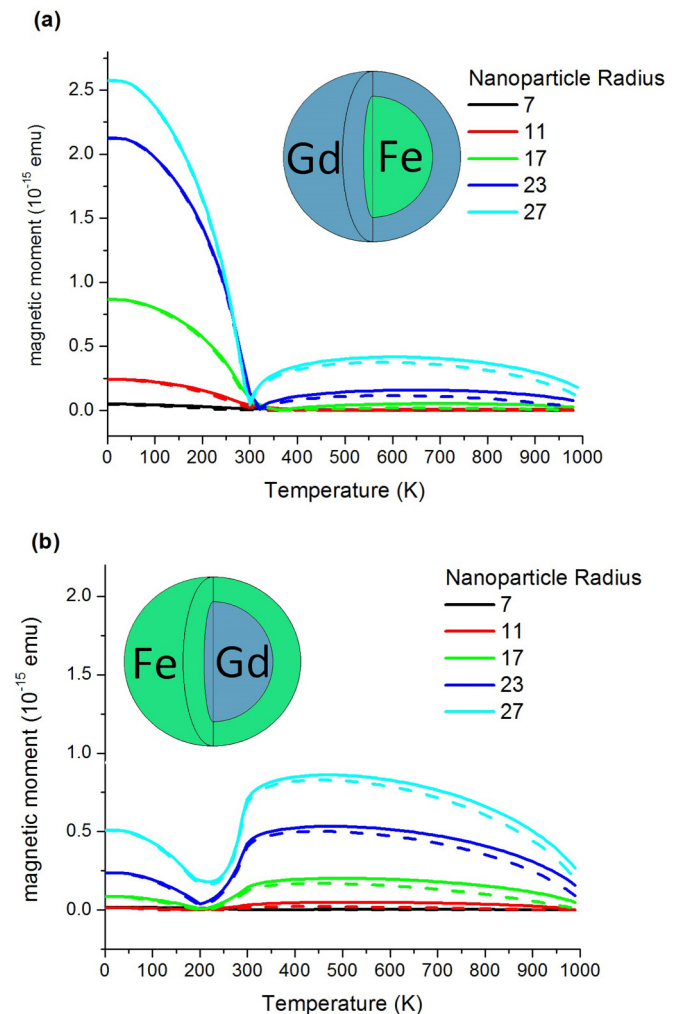 (a)
magnetic moment (10⁻¹⁵ emu)
2.5
2.0
1.5
1.0
0.5
0.0
Gd Fe
Nanoparticle Radius
7
11
17
23
27
0 100 200 300 400 500 600 700 800 900 1000
Temperature (K)
(b)
magnetic moment (10⁻¹⁵ emu)
2.0
1.5
1.0
0.5
0.0
Fe Gd
Nanoparticle Radius
7
11
17
23
27
0 100 200 300 400 500 600 700 800 900 1000
Temperature (K)